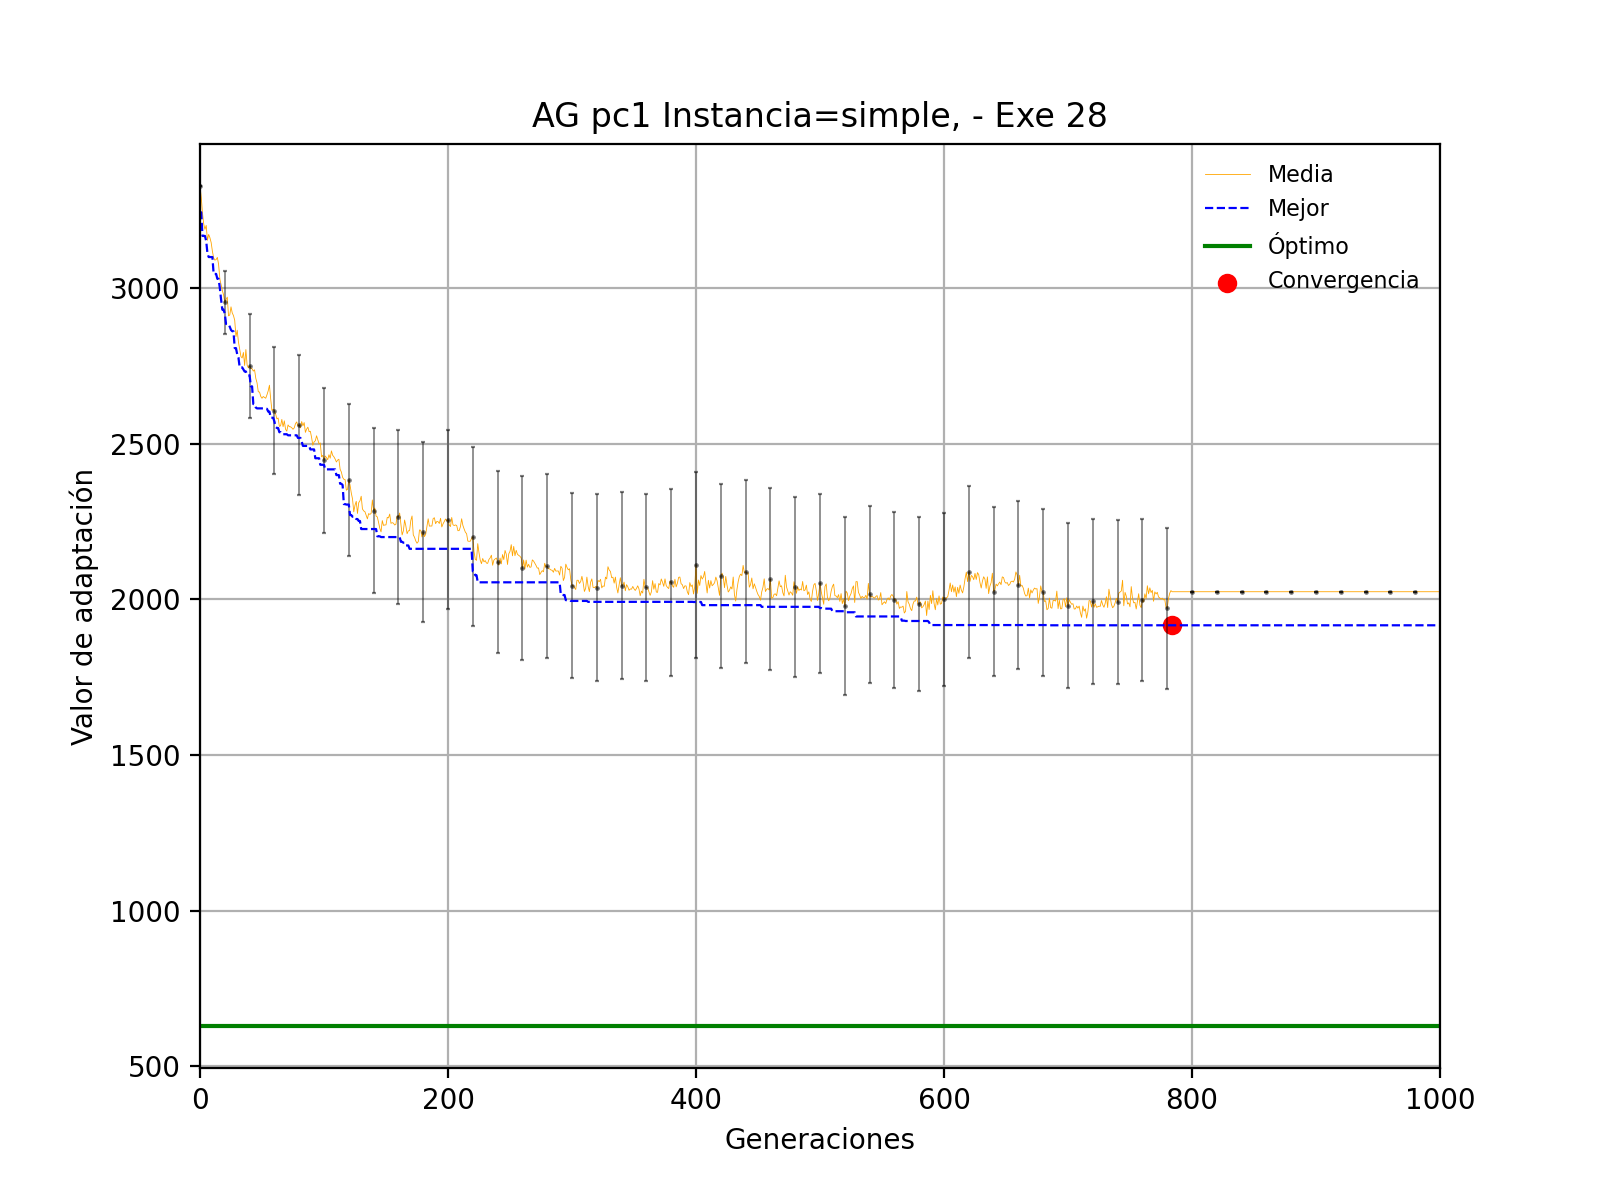 AG pc1 Instancia=simple, - Exe 28
Media
Mejor
Óptimo
Convergencia
Valor de adaptación
3000
2500
2000
1500
1000
500
0 200 400 600 800 1000
Generaciones